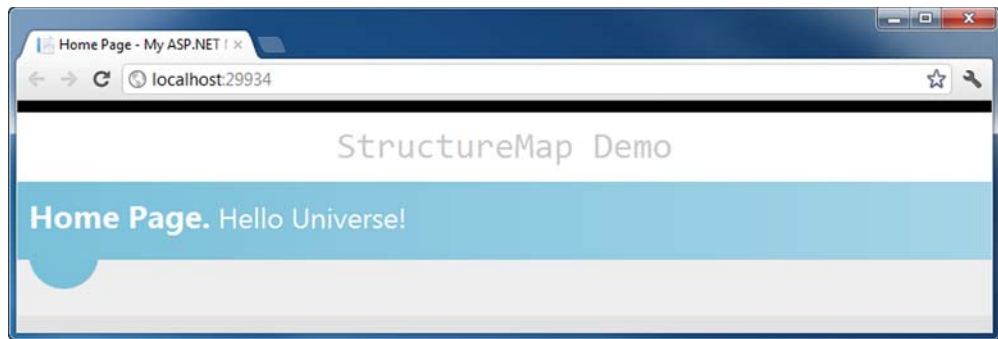 Home Page - My ASP.NET
localhost:29934
StructureMap Demo
Home Page. Hello Universe!